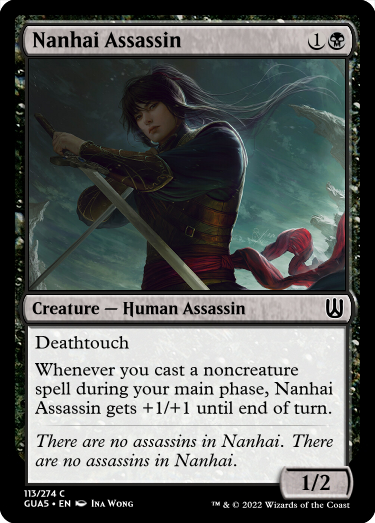 Nanhai Assassin 1
Creature — Human Assassin
Deathtouch
Whenever you cast a noncreature
spell during your main phase, Nanhai
Assassin gets +1/+1 until end of turn.
There are no assassins in Nanhai. There
are no assassins in Nanhai.
1/2
113/274 C
GUA5 • EN Ina Wong ™ & © 2022 Wizards of the Coast